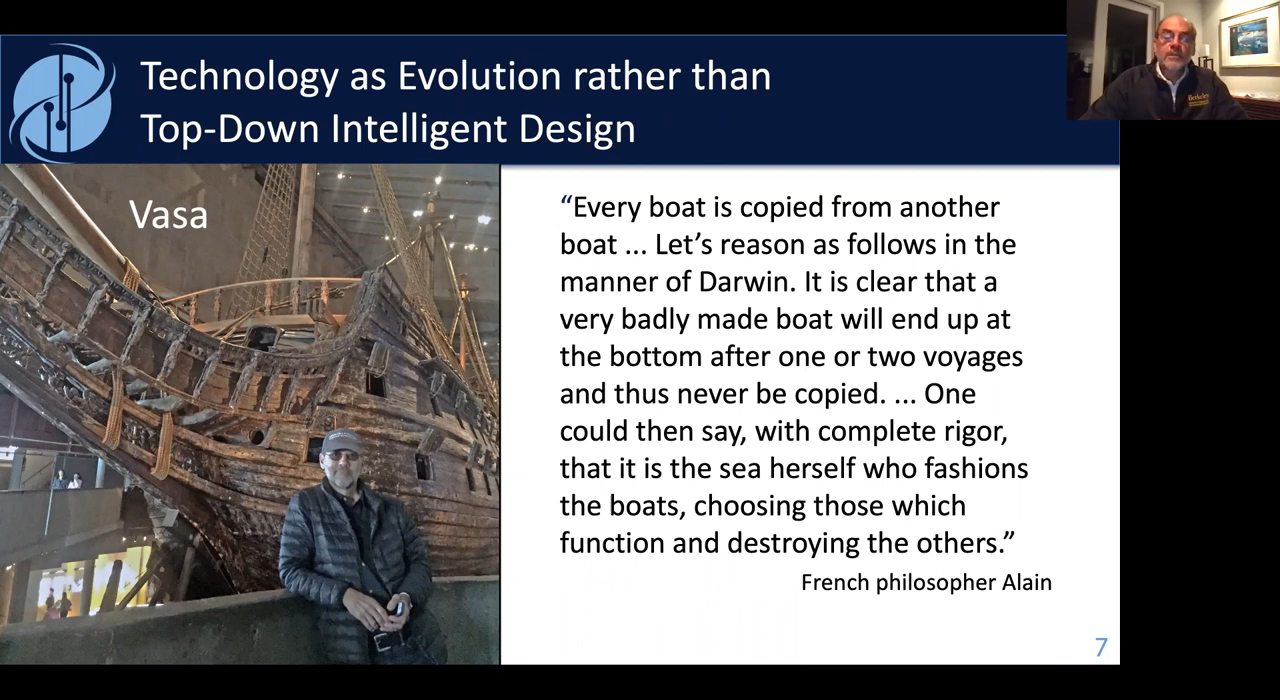 Technology as Evolution rather than
Top-Down Intelligent Design
Vasa
“Every boat is copied from another
boat ... Let’s reason as follows in the
manner of Darwin. It is clear that a
very badly made boat will end up at
the bottom after one or two voyages
and thus never be copied. ... One
could then say, with complete rigor,
that it is the sea herself who fashions
the boats, choosing those which
function and destroying the others.”
French philosopher Alain
7
Berkeley